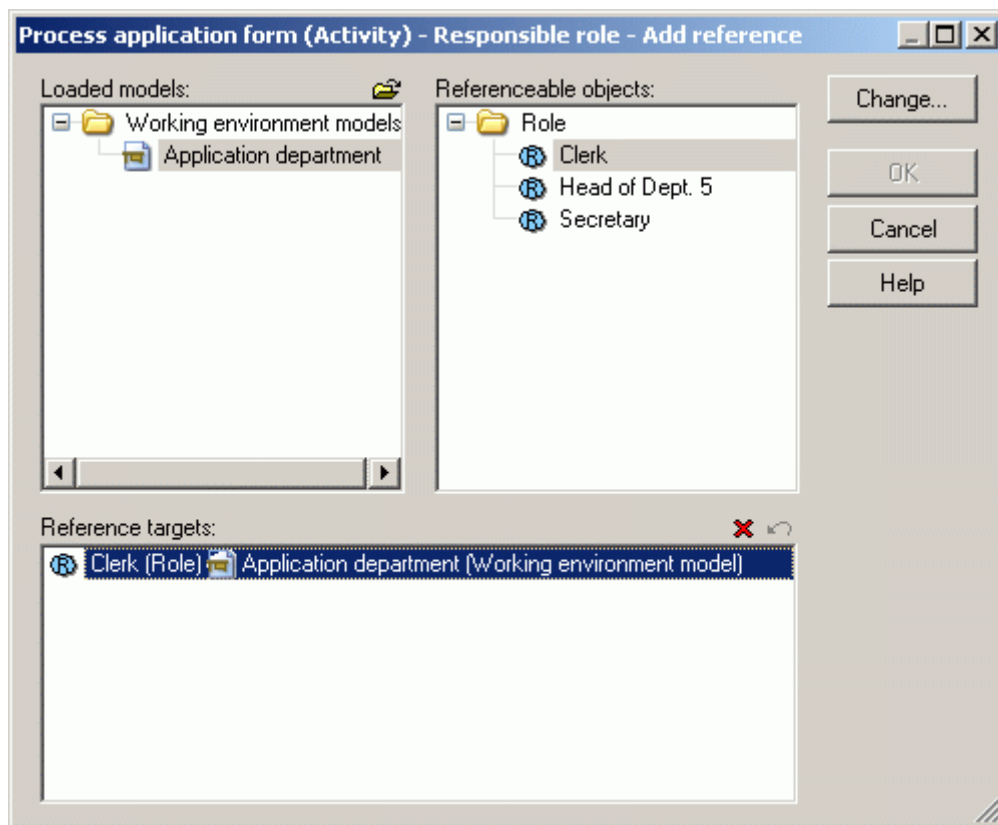 Process application form (Activity) - Responsible role - Add reference
Loaded models:
Working environment models
Application department
Referenceable objects:
Role
Clerk
Head of Dept. 5
Secretary
Change...
OK
Cancel
Help
Reference targets:
Clerk (Role) Application department (Working environment model)